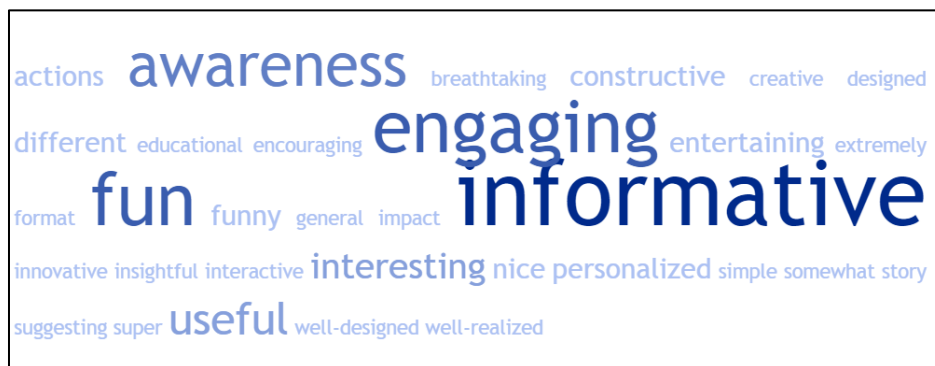 actions awareness breathtaking constructive creative designed
different educational encouraging engaging entertaining extremely
format fun funny general impact informative
innovative insightful interactive interesting nice personalized simple somewhat story
suggesting super useful well-designed well-realized